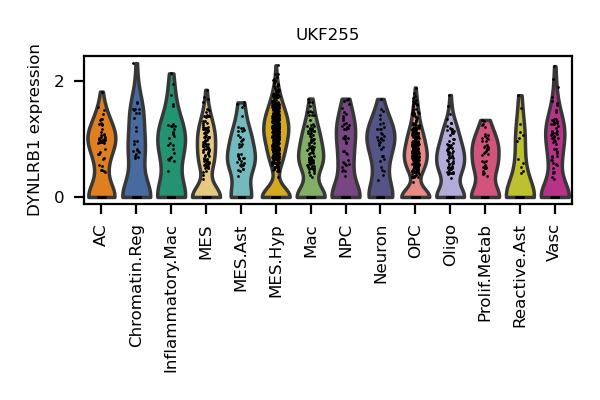 UKF255
DYNLRB1 expression
2
0
AC
Chromatin.Reg
Inflammatory.Mac
MES
MES.Ast
MES.Hyp
Mac
NPC
Neuron
OPC
Oligo
Prolif.Metab
Reactive.Ast
Vasc